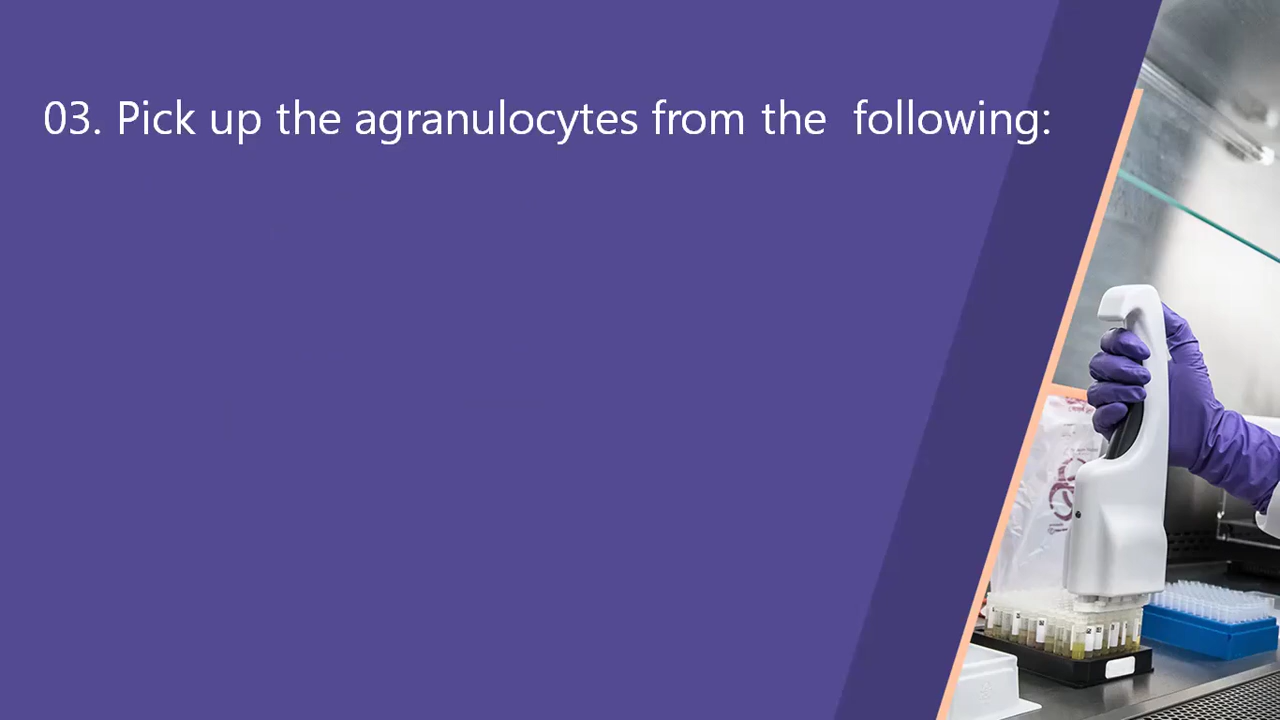 03. Pick up the agranulocytes from the following: